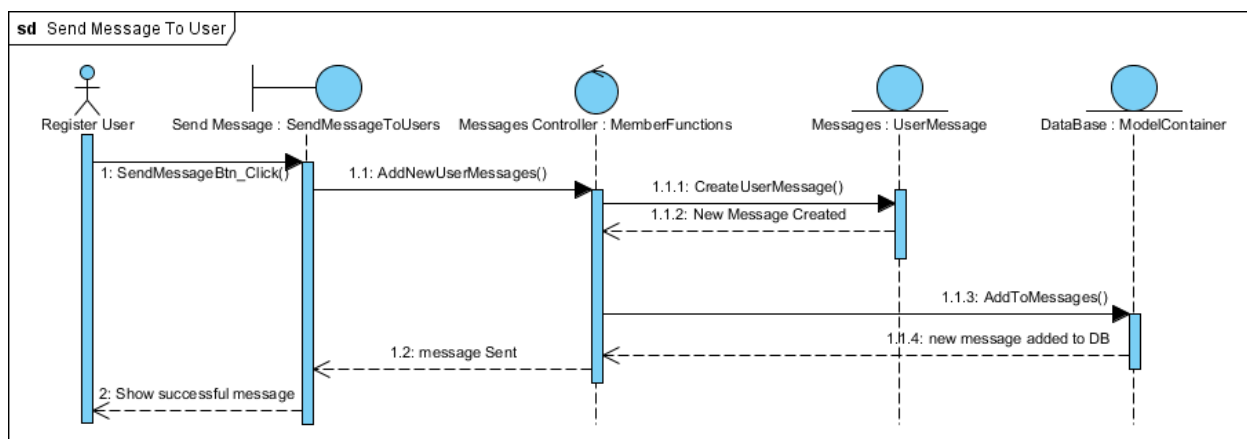 sd Send Message To User
Register User
Send Message : SendMessageToUsers
Messages Controller : MemberFunctions
Messages : UserMessage
DataBase : ModelContainer
1: SendMessageBtn_Click()
1.1: AddNewUserMessages()
1.1.1: CreateUserMessage()
1.1.2: New Message Created
1.1.3: AddToMessages()
1.1.4: new message added to DB
1.2: message Sent
2: Show successful message